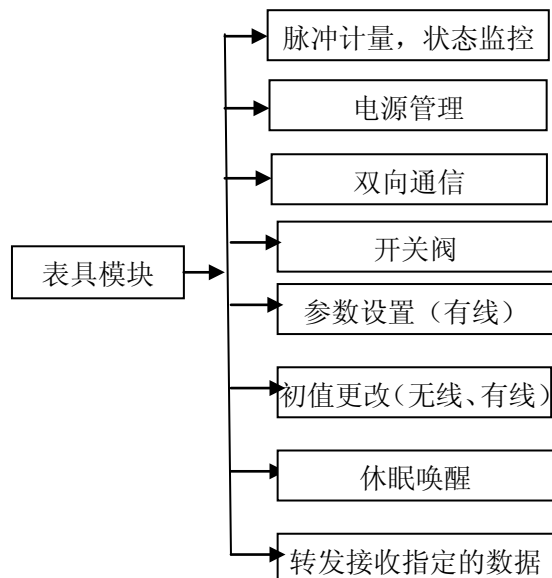 脉冲计量，状态监控
电源管理
双向通信
开关阀
表具模块
参数设置（有线）
初值更改（无线、有线）
休眠唤醒
转发接收指定的数据